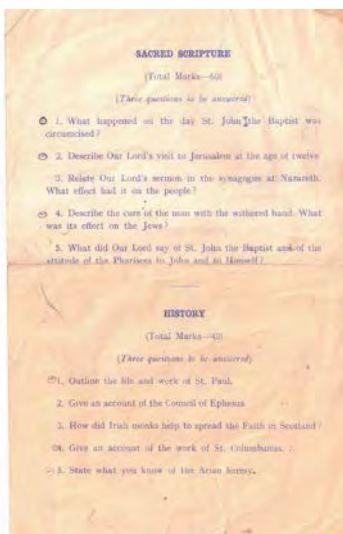 SACRED SCRIPTURE
(Total Marks—60)
(Three questions to be answered)
1. What happened on the day St. John the Baptist was
circumcised?
2. Describe Our Lord's visit to Jerusalem at the age of twelve
3. Relate Our Lord's sermon in the synagogue at Nazareth.
What effect had it on the people?
4. Describe the cure of the man with the withered hand. What
was its effect on the Jews?
5. What did Our Lord say of St. John the Baptist and of the
attitude of the Pharisees to John and to Himself?
HISTORY
(Total Marks—40)
(Three questions to be answered)
1. Outline the life and work of St. Paul.
2. Give an account of the Council of Ephesus.
3. How did Irish monks help to spread the Faith in Scotland?
4. Give an account of the work of St. Columbanus.
5. State what you know of the Arian heresy.